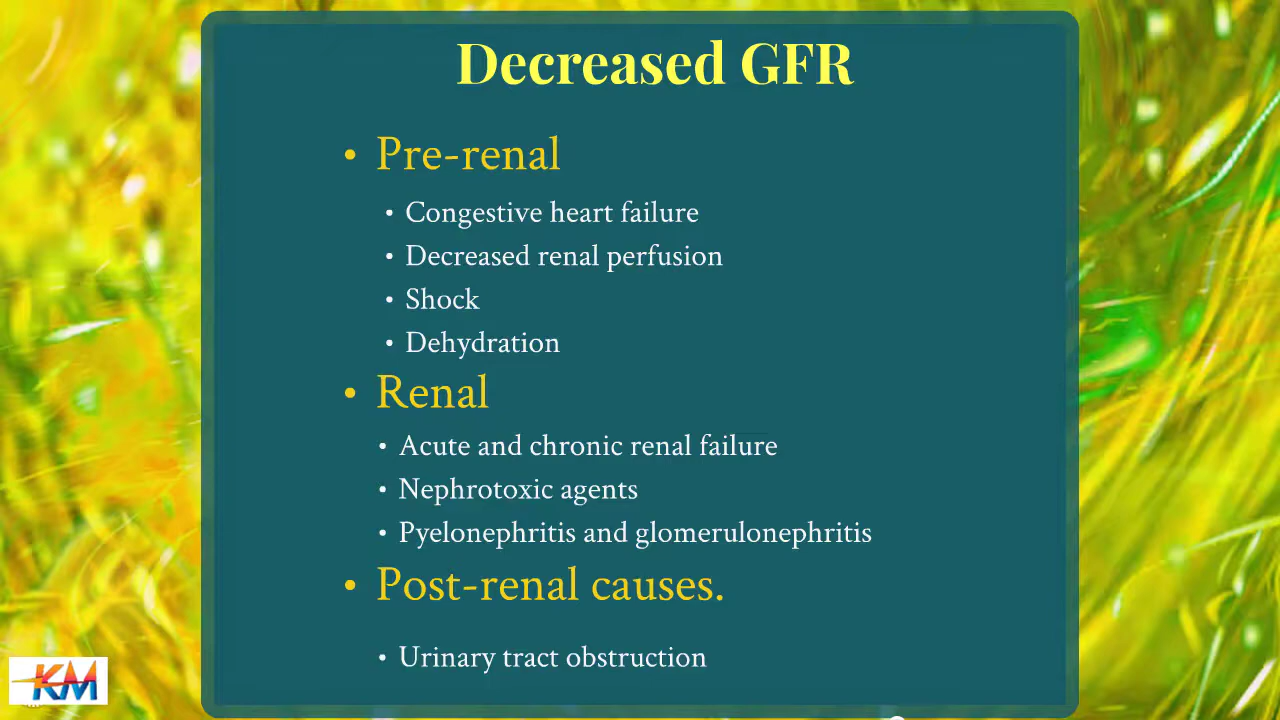 Decreased GFR
• Pre-renal
• Congestive heart failure
• Decreased renal perfusion
• Shock
• Dehydration
• Renal
• Acute and chronic renal failure
• Nephrotoxic agents
• Pyelonephritis and glomerulonephritis
• Post-renal causes.
• Urinary tract obstruction
KM